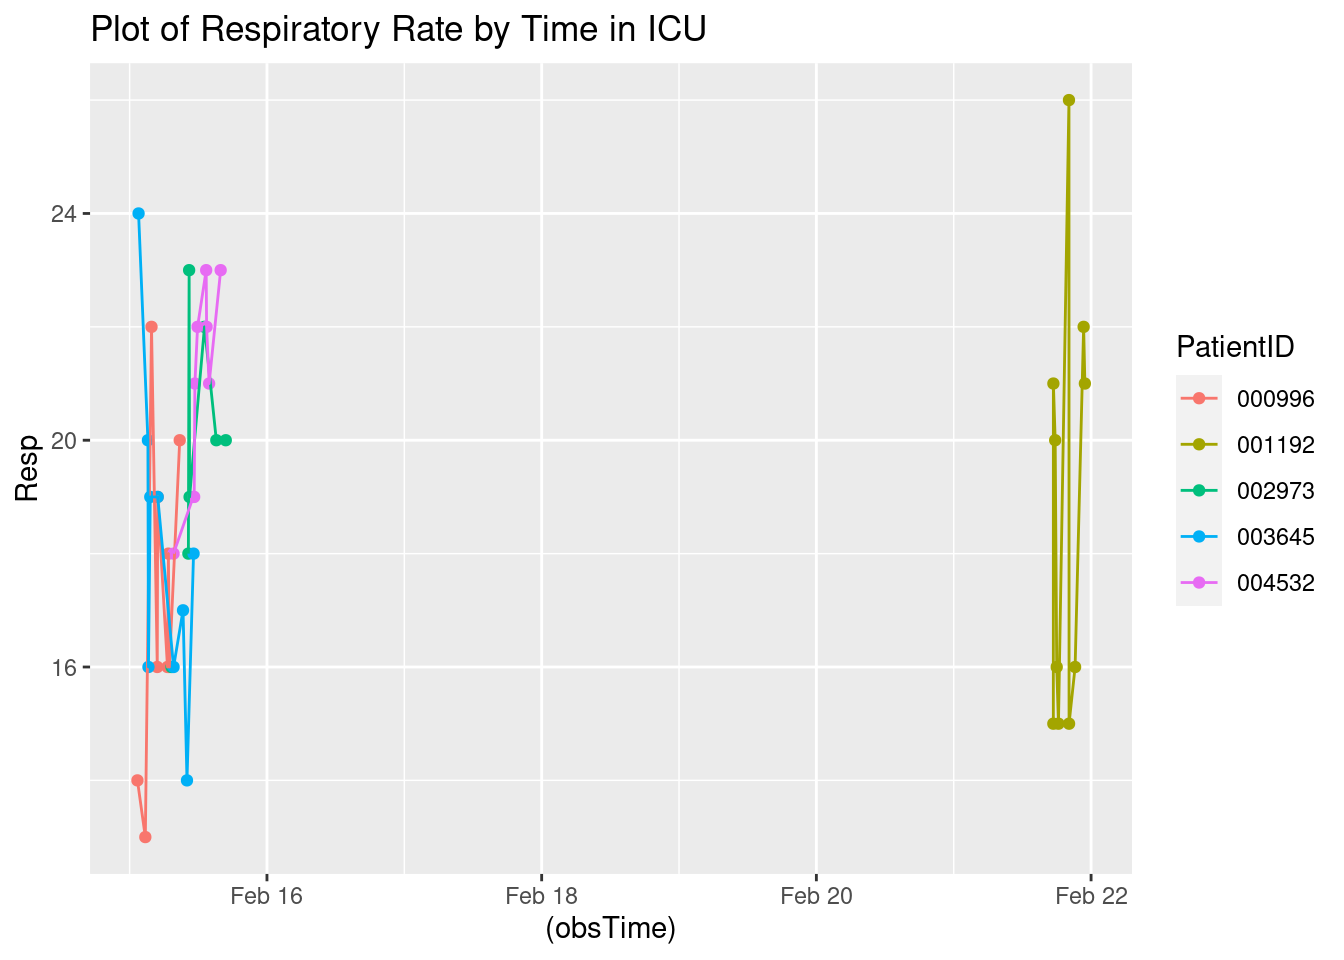 Plot of Respiratory Rate by Time in ICU
24
20
16
Resp
Feb 16
Feb 18
Feb 20
Feb 22
(obsTime)
PatientID
000996
001192
002973
003645
004532